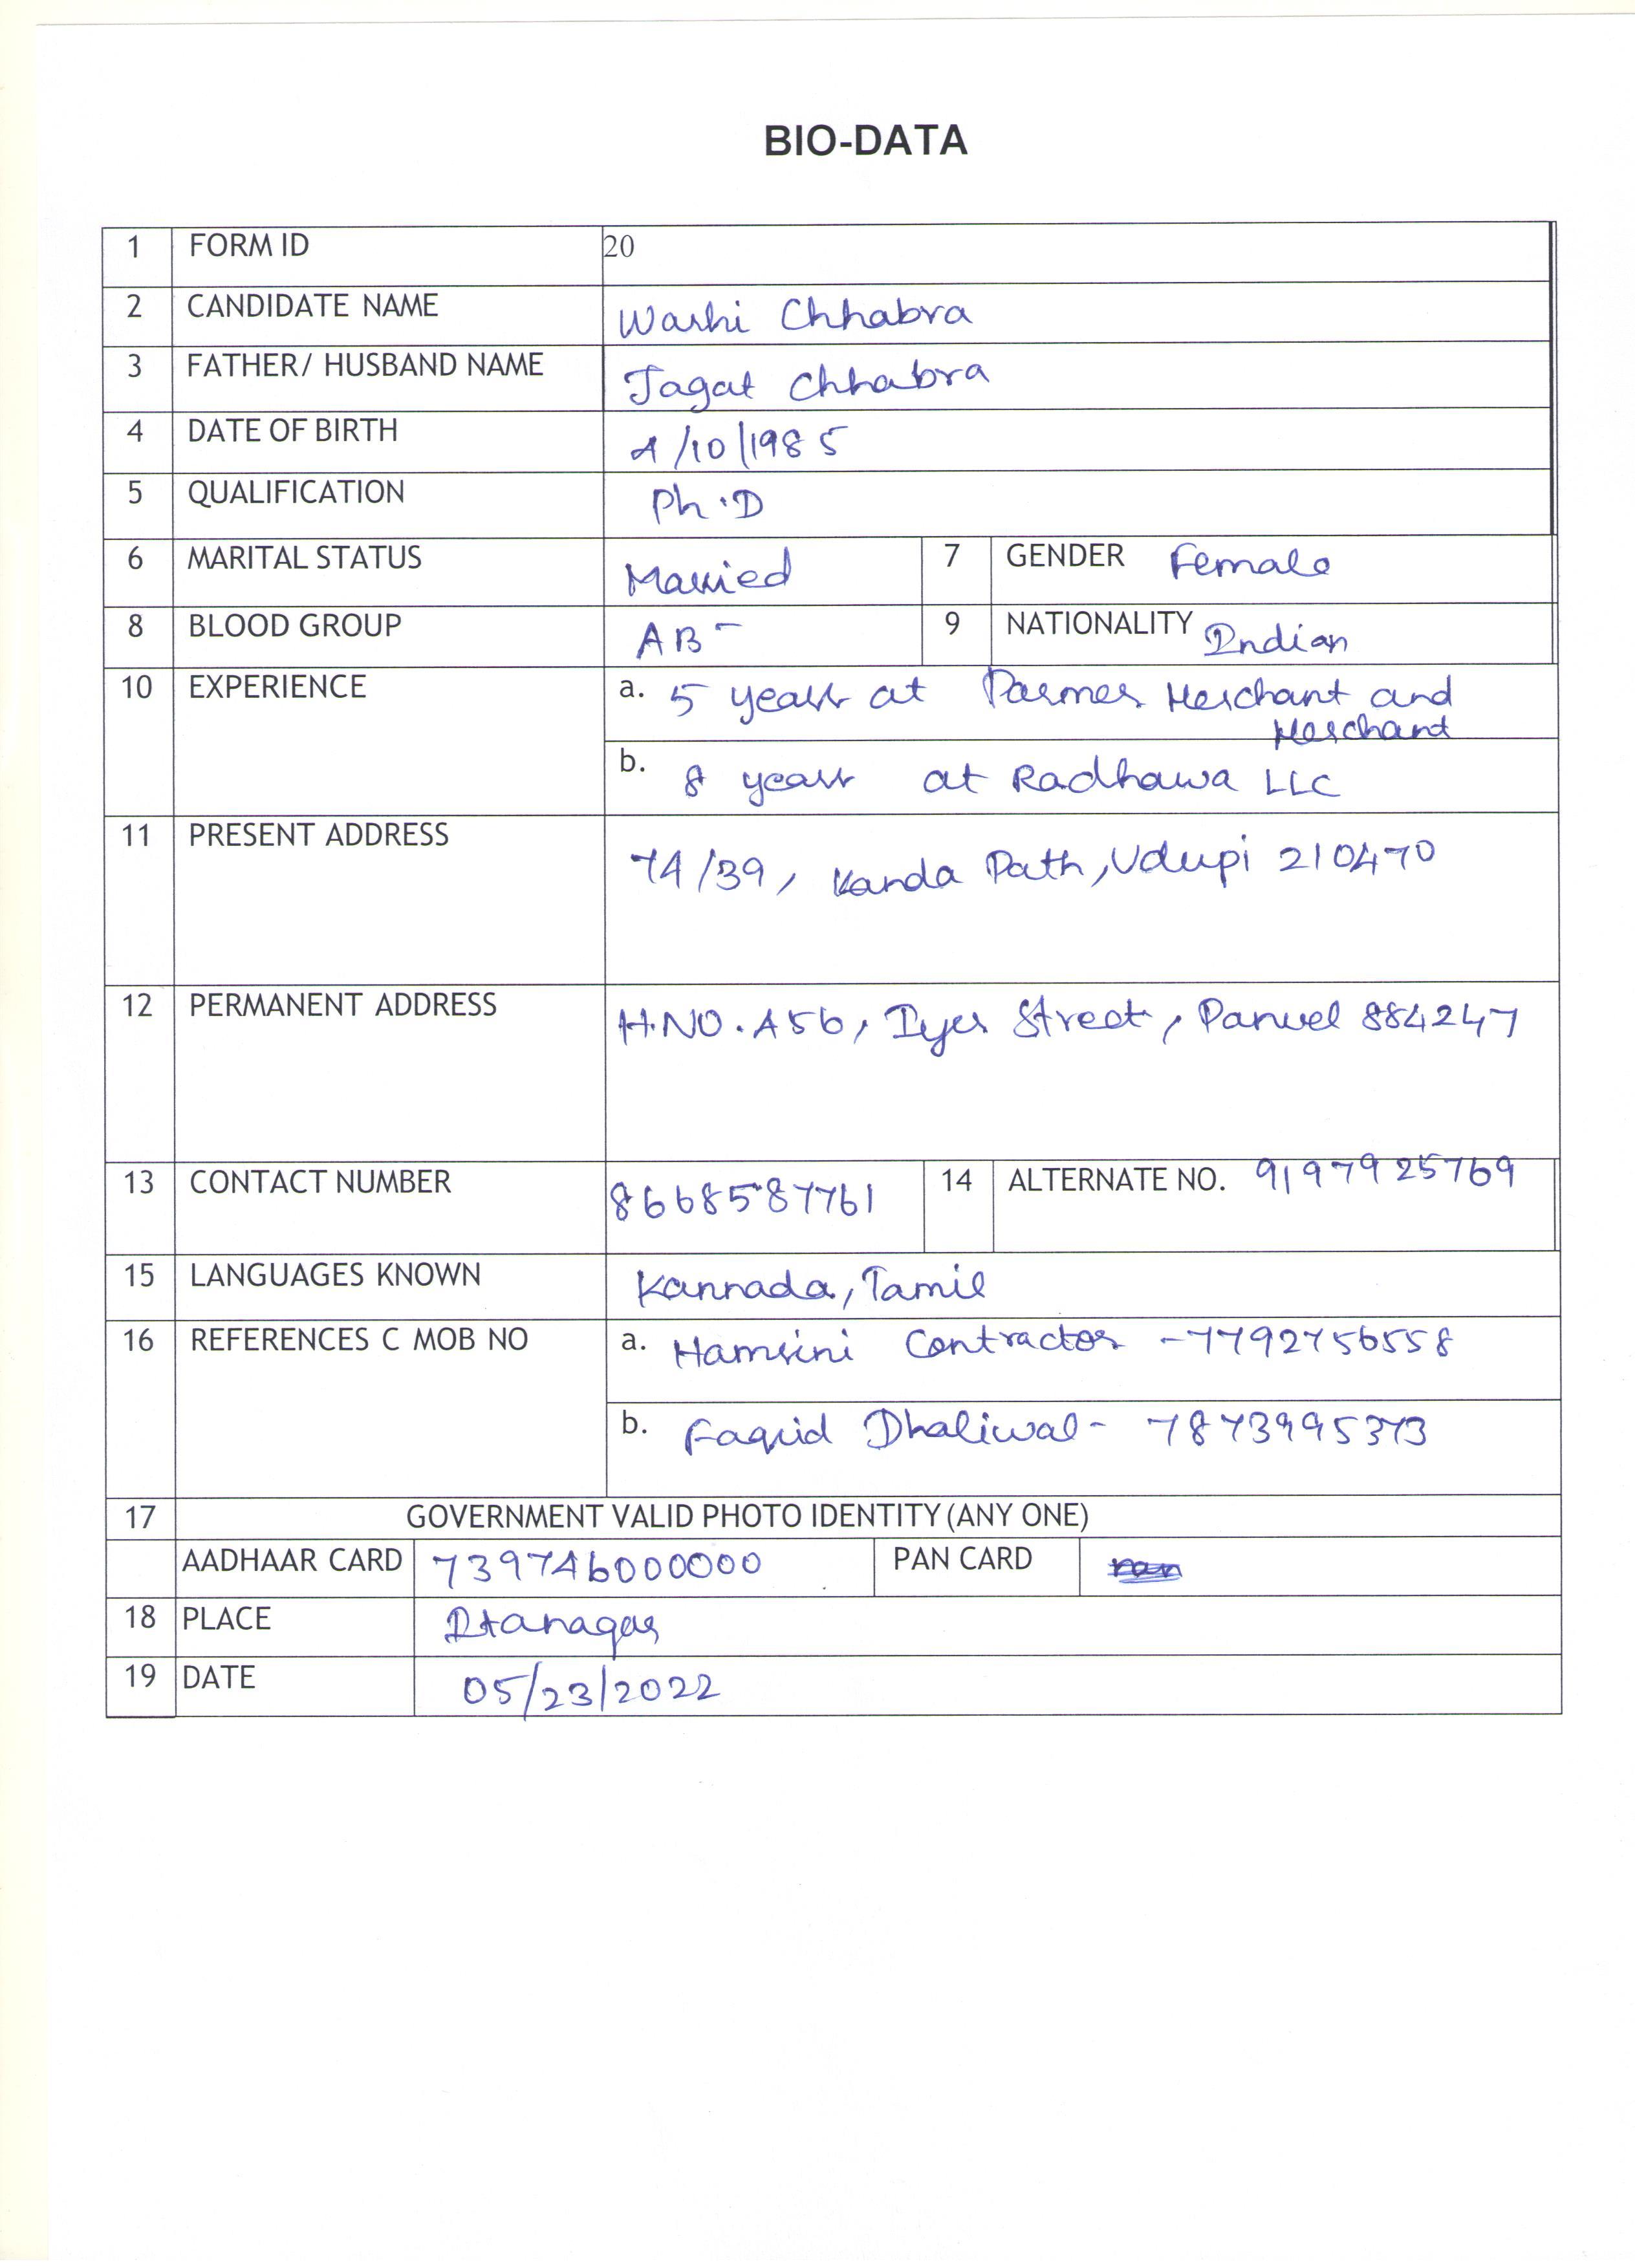 BIO-DATA
1 FORM ID 20
2 CANDIDATE NAME Warhi Chhabra
3 FATHER/ HUSBAND NAME Jagat Chhabra
4 DATE OF BIRTH 4/10/1985
5 QUALIFICATION Ph.D
6 MARITAL STATUS Married 7 GENDER Female
8 BLOOD GROUP AB- 9 NATIONALITY Indian
10 EXPERIENCE a. 5 years at Parmer Merchant and
Merchant
b. 8 years at Radhawa LLC
11 PRESENT ADDRESS 74/39, Kanda Path, Udupi 210470
12 PERMANENT ADDRESS H.NO. A56, Iyer Street, Panvel 884247
13 CONTACT NUMBER 8668587761 14 ALTERNATE NO. 9197925769
15 LANGUAGES KNOWN Kannada, Tamil
16 REFERENCES C MOB NO a. Hamsini Contractor - 7792756558
b. Faqid Dhaliwal - 7873995373
17 GOVERNMENT VALID PHOTO IDENTITY (ANY ONE)
AADHAAR CARD 739746000000 PAN CARD
18 PLACE Itanagar
19 DATE 05/23/2022